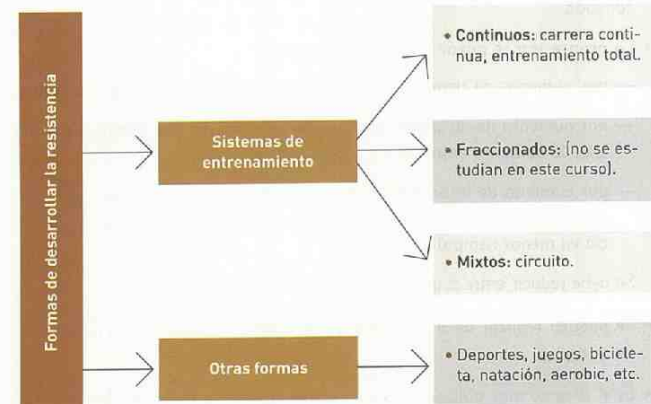 Formas de desarrollar la resistencia
Sistemas de
entrenamiento
• Continuos: carrera conti-
nua, entrenamiento total.
• Fraccionados: (no se es-
tudian en este curso).
• Mixtos: circuito.
Otras formas
• Deportes, juegos, bicicle-
ta, natación, aerobic, etc.